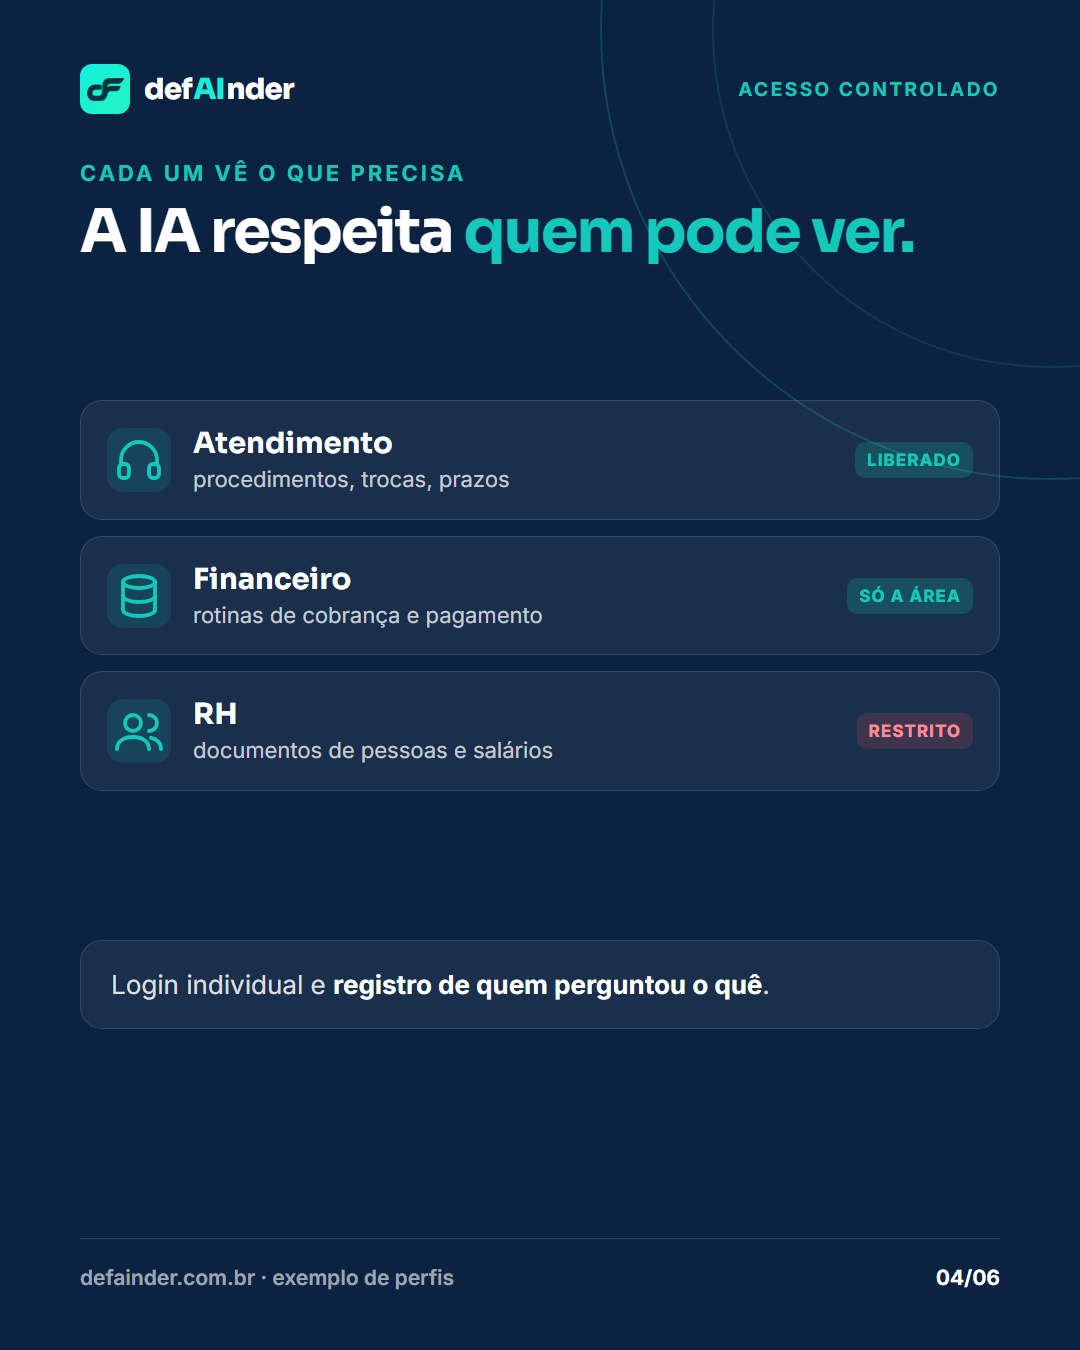 defAInder
ACESSO CONTROLADO
CADA UM VÊ O QUE PRECISA
A IA respeita quem pode ver.
Atendimento
procedimentos, trocas, prazos
LIBERADO
Financeiro
rotinas de cobrança e pagamento
SÓ A ÁREA
RH
documentos de pessoas e salários
RESTRITO
Login individual e registro de quem perguntou o quê.
defainder.com.br · exemplo de perfis
04/06